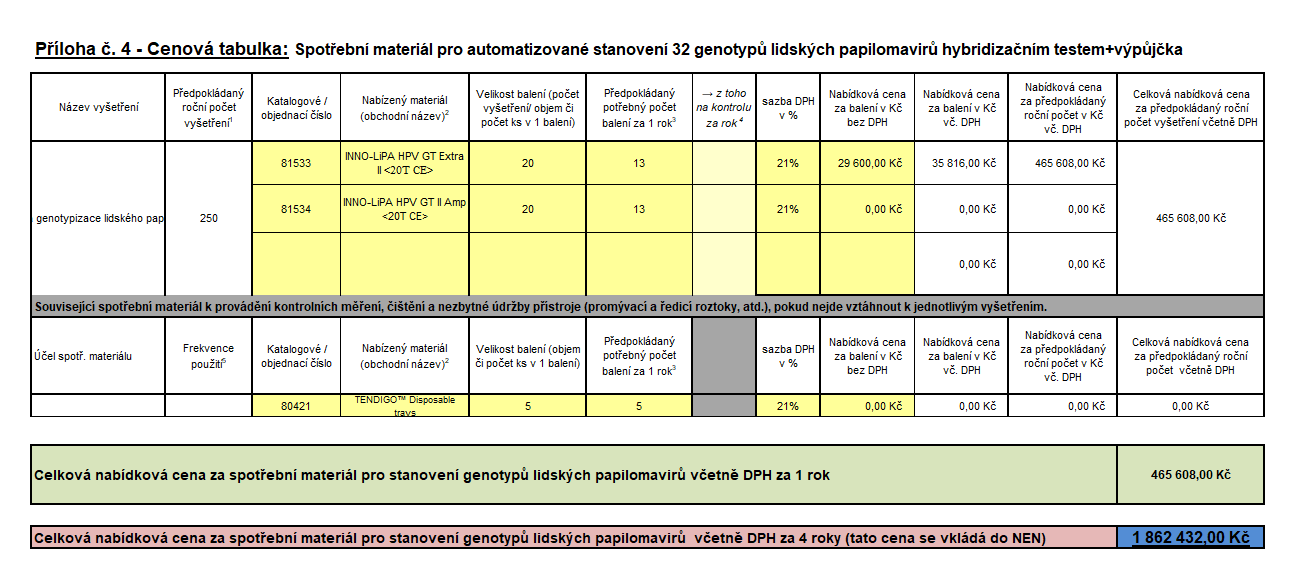 Příloha č. 4 - Cenová tabulka: Spotřební materiál pro automatizované stanovení 32 genotypů lidských papilomavirů hybridizačním testem+výpůjčka
Název vyšetření
Předpokládaný
roční počet
vyšetření¹
Katalogové /
objednací číslo
Nabízený materiál
(obchodní název)²
Velikost balení (počet
vyšetření/ objem či
počet ks v 1 balení)
Předpokládaný
potřebný počet
balení za 1 rok³
→ z toho
na kontrolu
za rok ⁴
sazba DPH
v %
Nabídková cena
za balení v Kč
bez DPH
Nabídková cena
za balení v Kč
vč. DPH
Nabídková cena
za předpokládaný
roční počet v Kč
vč. DPH
Celková nabídková cena
za předpokládaný roční
počet vyšetření včetně DPH
genotypizace lidského pap
250
81533
INNO-LiPA HPV GT Extra
II <20T CE>
20
13
21%
29 600,00 Kč
35 816,00 Kč
465 608,00 Kč
465 608,00 Kč
81534
INNO-LiPA HPV GT II Amp
<20T CE>
20
13
21%
0,00 Kč
0,00 Kč
0,00 Kč
0,00 Kč
0,00 Kč
Související spotřební materiál k provádění kontrolních měření, čištění a nezbytné údržby přístroje (promývací a ředicí roztoky, atd.), pokud nejde vztáhnout k jednotlivým vyšetřením.
Účel spotř. materiálu
Frekvence
použití⁵
Katalogové /
objednací číslo
Nabízený materiál
(obchodní název)²
Velikost balení (objem
či počet ks v 1 balení)
Předpokládaný
potřebný počet
balení za 1 rok³
sazba DPH
v %
Nabídková cena
za balení v Kč
bez DPH
Nabídková cena
za balení v Kč
vč. DPH
Nabídková cena
za předpokládaný
roční počet v Kč
vč. DPH
Celková nabídková cena
za předpokládaný roční
počet včetně DPH
80421
TENDIGO™ Disposable
trays
5
5
21%
0,00 Kč
0,00 Kč
0,00 Kč
0,00 Kč
Celková nabídková cena za spotřební materiál pro stanovení genotypů lidských papilomavirů včetně DPH za 1 rok
465 608,00 Kč
Celková nabídková cena za spotřební materiál pro stanovení genotypů lidských papilomavirů včetně DPH za 4 roky (tato cena se vkládá do NEN)
1 862 432,00 Kč